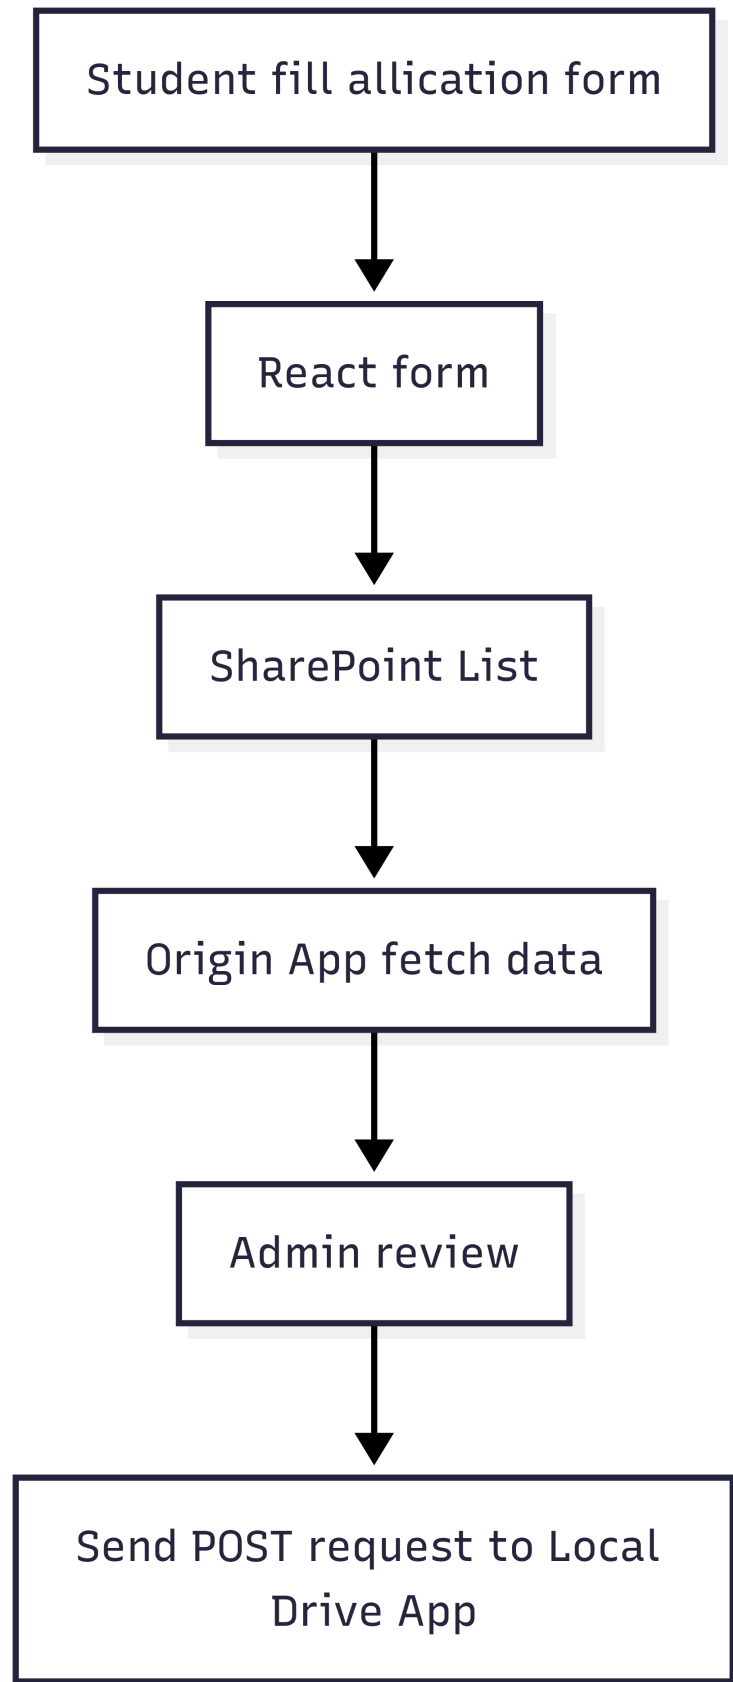 Student fill allication form
React form
SharePoint List
Origin App fetch data
Admin review
Send POST request to Local
Drive App